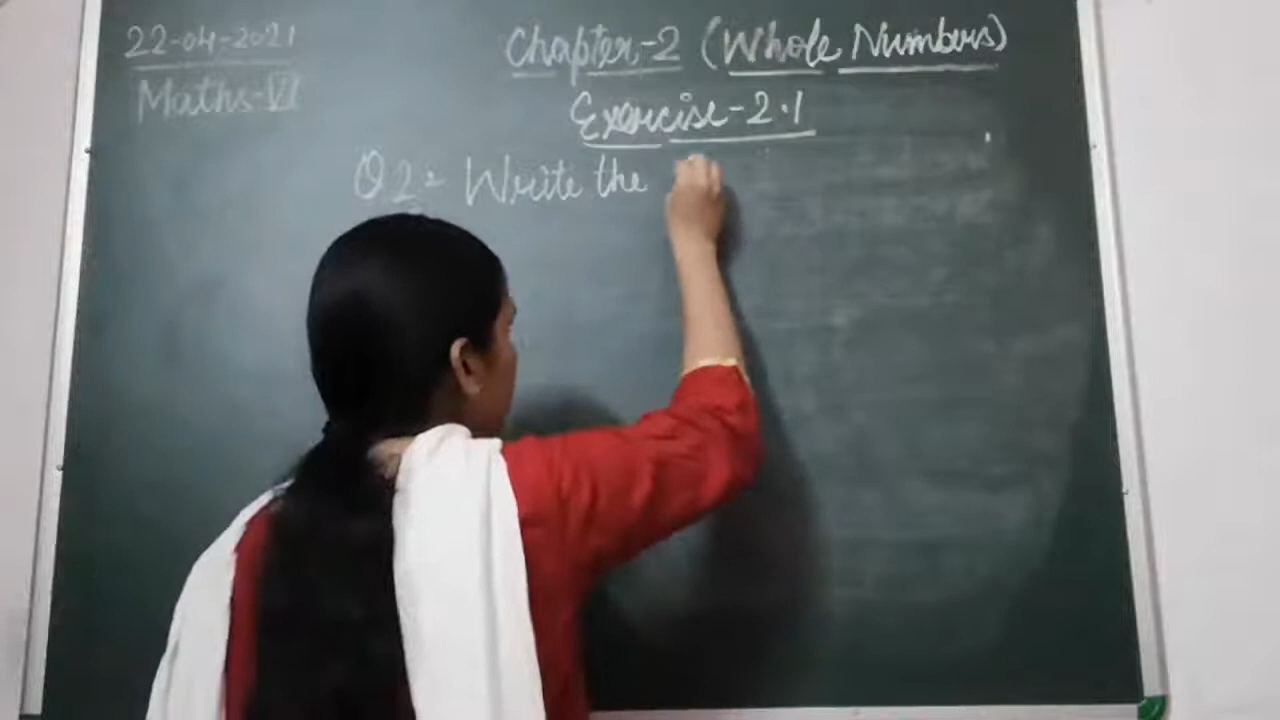 22-04-2021
Maths-VI
Chapter-2 (Whole Numbers)
Exercise-2.1
Q2:- Write the